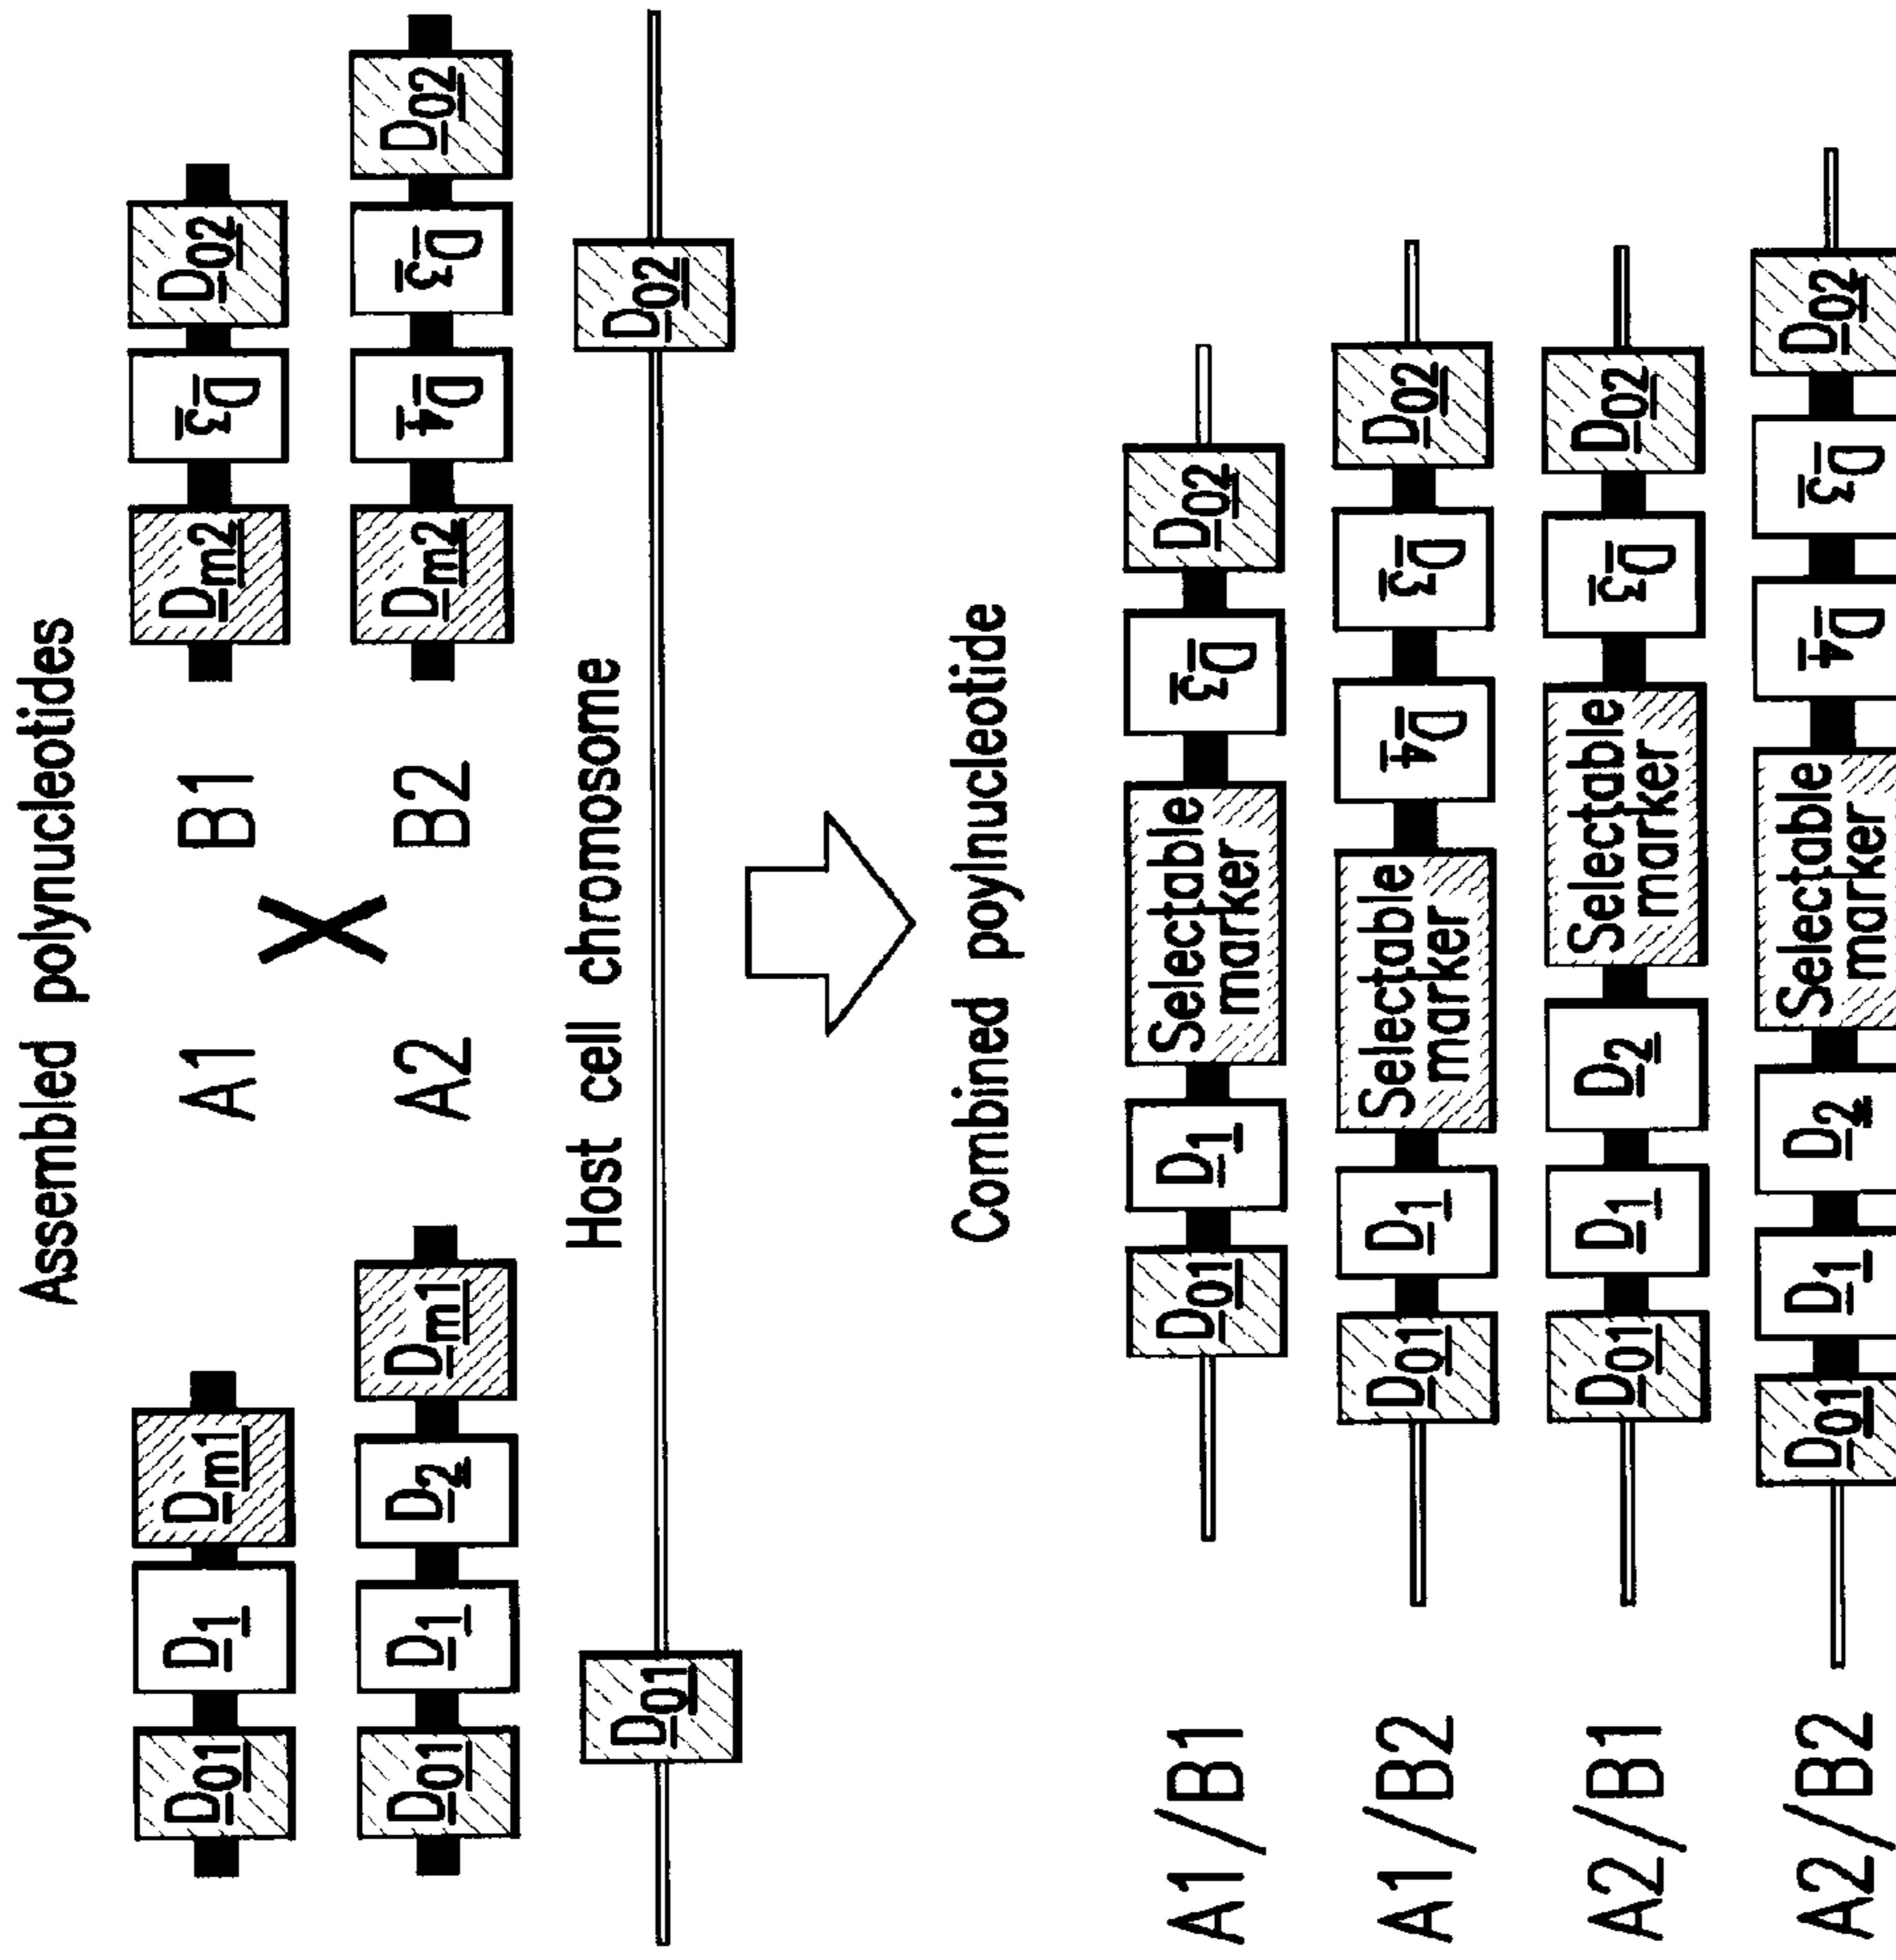 Assembled polynucleotides
D01 D1 Dm1 A1 B1 Dm2 D3 D02
X
D01 D1 D2 Dm1 A2 B2 Dm2 D4 D3 D02
Host cell chromosome
D01 D02
Combined poylnucleotide
A1/B1 D01 D1 Selectable marker D3 D02
A1/B2 D01 D1 Selectable marker D4 D3 D02
A2/B1 D01 D1 D2 Selectable marker D3 D02
A2/B2 D01 D1 D2 Selectable marker D4 D3 D02